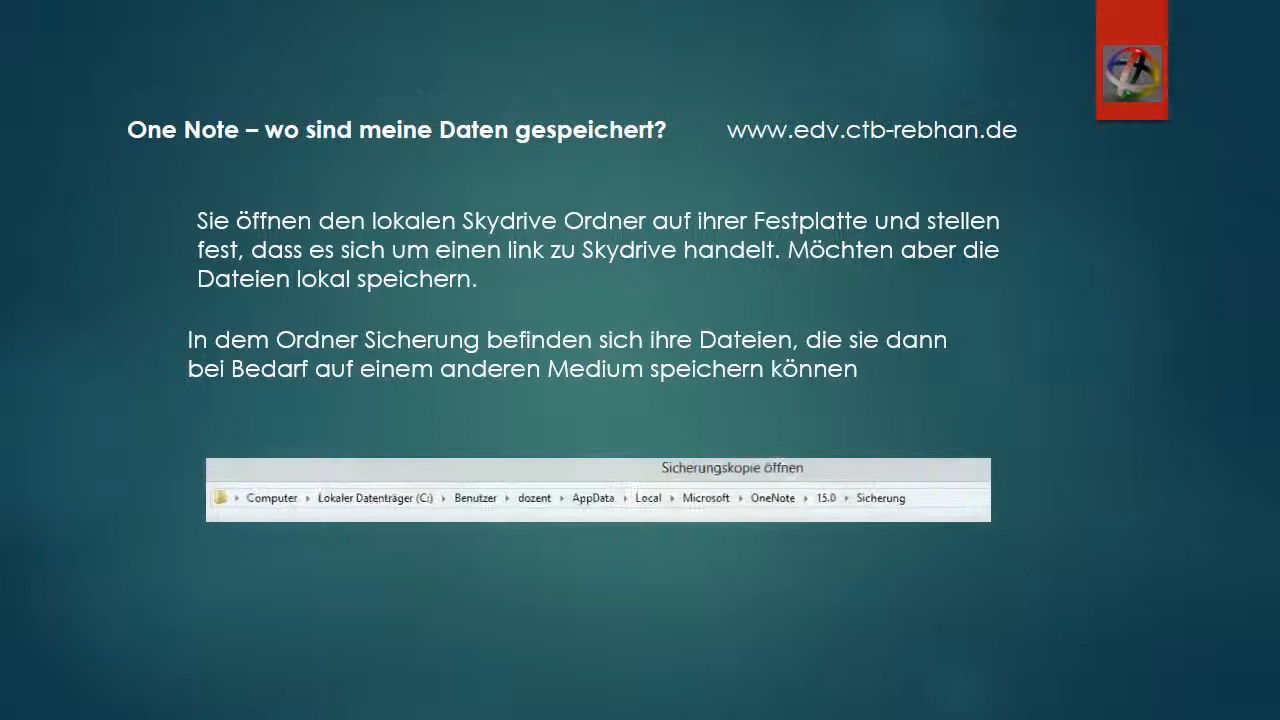 One Note – wo sind meine Daten gespeichert? www.edv.ctb-rebhan.de
Sie öffnen den lokalen Skydrive Ordner auf ihrer Festplatte und stellen
fest, dass es sich um einen link zu Skydrive handelt. Möchten aber die
Dateien lokal speichern.
In dem Ordner Sicherung befinden sich ihre Dateien, die sie dann
bei Bedarf auf einem anderen Medium speichern können
Sicherungskopie öffnen
Computer Lokaler Datenträger (C:) Benutzer dozent AppData Local Microsoft OneNote 15.0 Sicherung